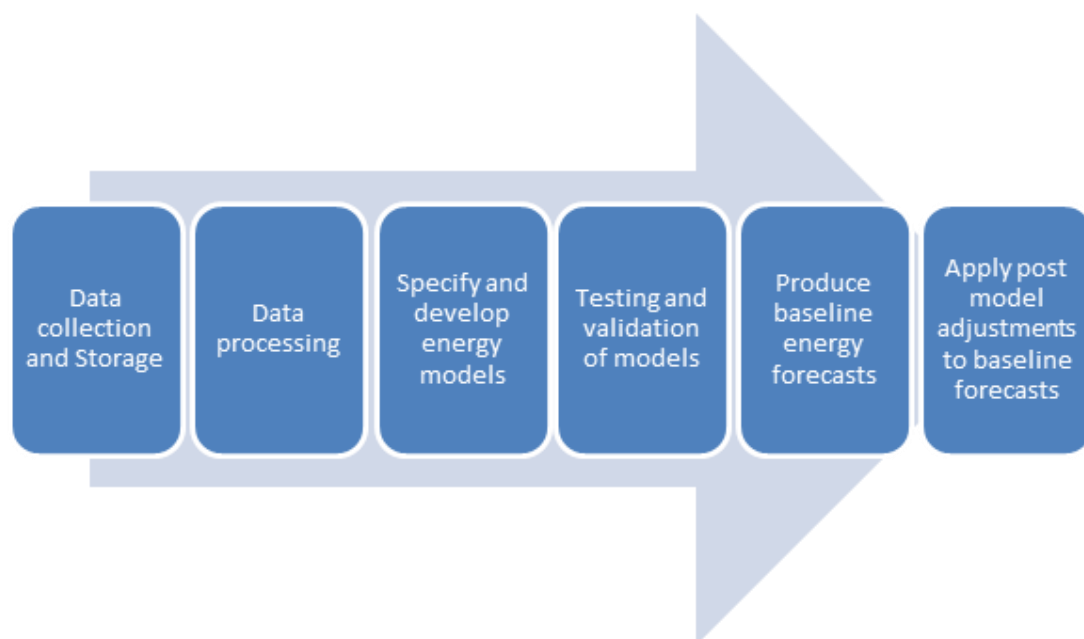 Data
collection
and Storage
Data
processing
Specify and
develop
energy
models
Testing and
validation
of models
Produce
baseline
energy
forecasts
Apply post
model
adjustments
to baseline
forecasts